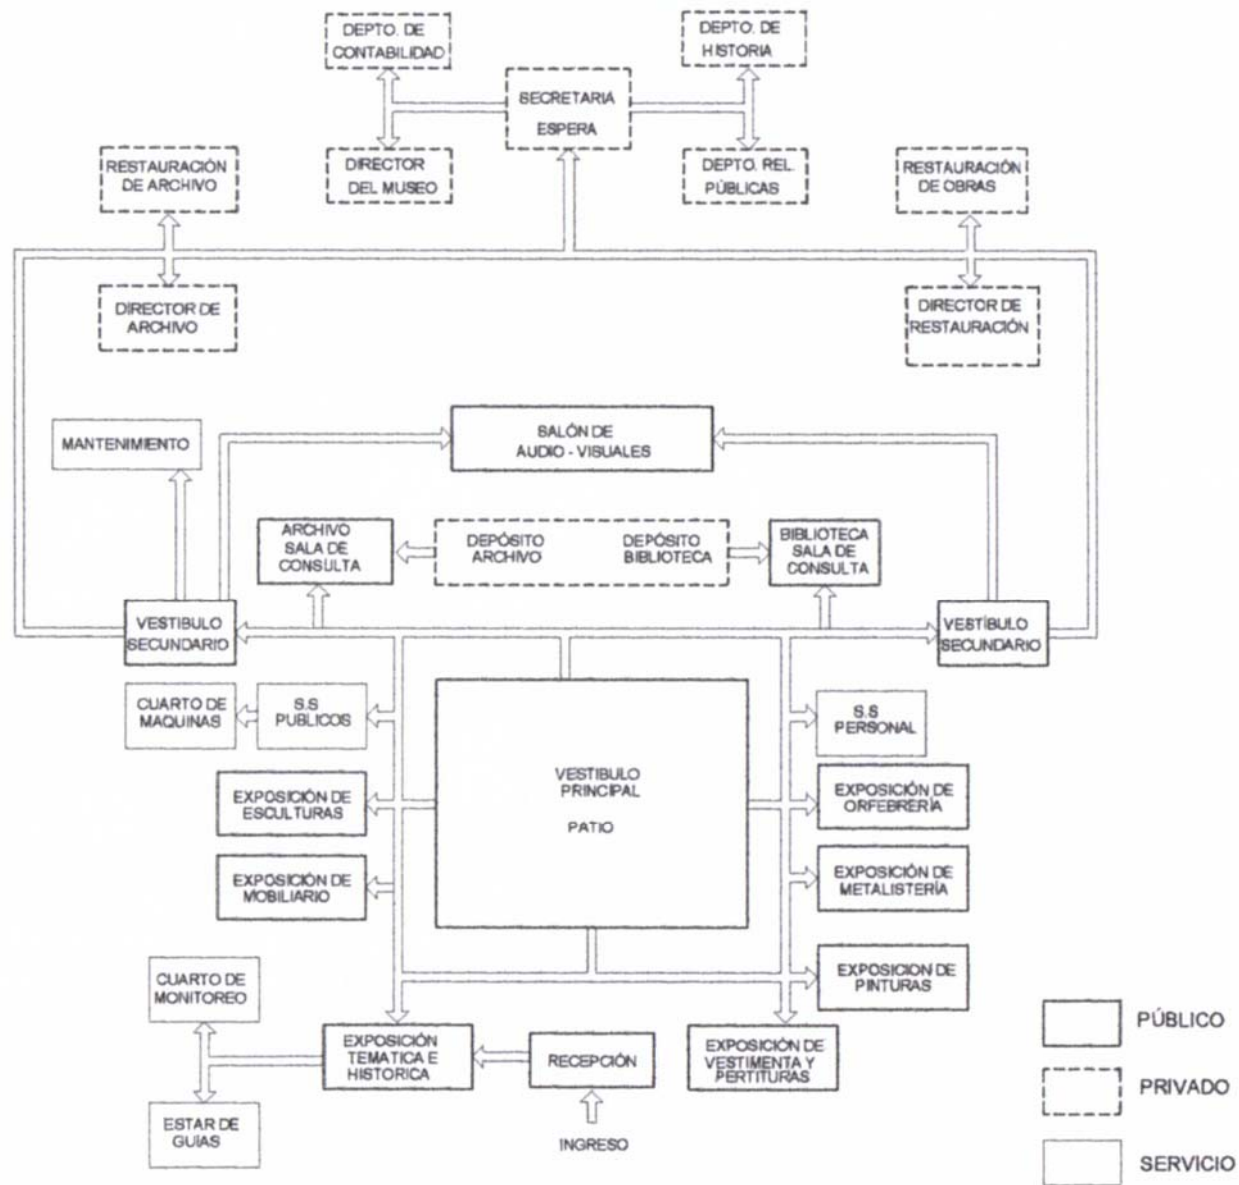 DEPTO. DE
CONTABILIDAD
DEPTO. DE
HISTORIA
SECRETARIA
ESPERA
DIRECTOR
DEL MUSEO
DEPTO. REL.
PÚBLICAS
RESTAURACIÓN
DE ARCHIVO
RESTAURACIÓN
DE OBRAS
DIRECTOR DE
ARCHIVO
DIRECTOR DE
RESTAURACIÓN
MANTENIMIENTO
SALÓN DE
AUDIO - VISUALES
ARCHIVO
SALA DE
CONSULTA
DEPÓSITO
ARCHIVO
DEPÓSITO
BIBLIOTECA
BIBLIOTECA
SALA DE
CONSULTA
VESTIBULO
SECUNDARIO
VESTÍBULO
SECUNDARIO
CUARTO DE
MAQUINAS
S.S
PUBLICOS
S.S
PERSONAL
VESTIBULO
PRINCIPAL
PATIO
EXPOSICIÓN DE
ESCULTURAS
EXPOSICIÓN DE
ORFEBRERÍA
EXPOSICIÓN DE
MOBILIARIO
EXPOSICIÓN DE
METALISTERÍA
CUARTO DE
MONITOREO
EXPOSICION DE
PINTURAS
EXPOSICIÓN
TEMATICA E
HISTORICA
RECEPCIÓN
EXPOSICIÓN DE
VESTIMENTA Y
PERTITURAS
ESTAR DE
GUÍAS
INGRESO
PÚBLICO
PRIVADO
SERVICIO